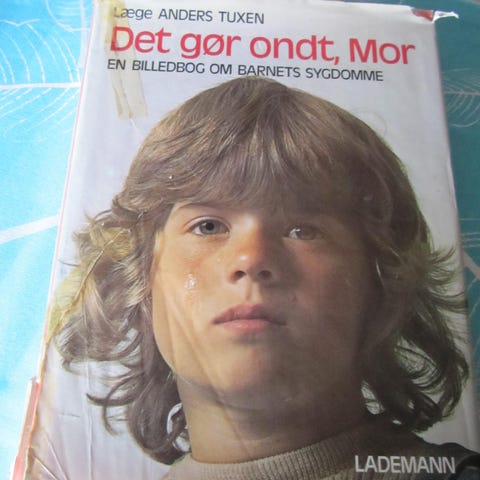 Læge ANDERS TUXEN
Det gør ondt, Mor
EN BILLEDBOG OM BARNETS SYGDOMME
LADEMANN